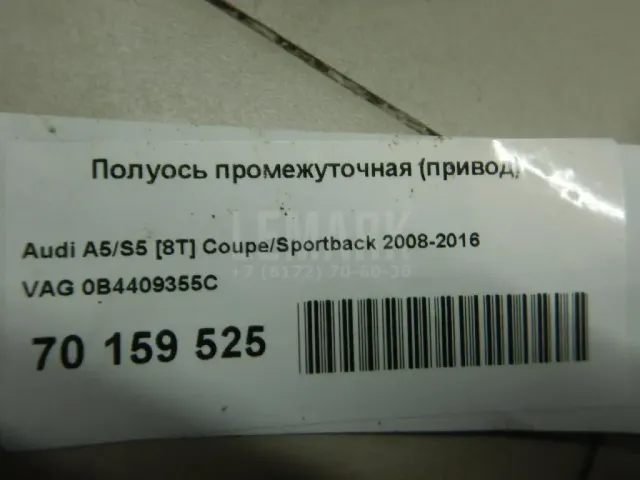 Полуось промежуточная (привод)
LEMARK
Audi A5/S5 [8T] Coupe/Sportback 2008-2016
+7 (8172) 70-60-30
VAG 0B4409355C
70 159 525